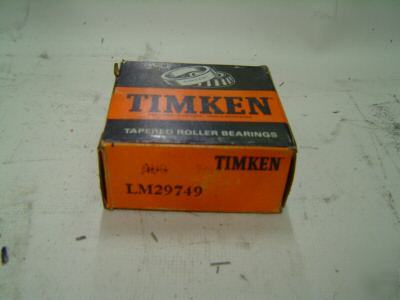 TIMKEN
TAPERED ROLLER BEARINGS
TIMKEN
LM29749